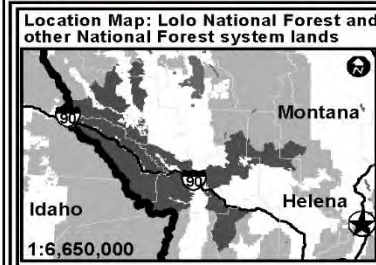 Location Map: Lolo National Forest and
other National Forest system lands
N
Montana
90
90
Idaho
Helena
1:6,650,000